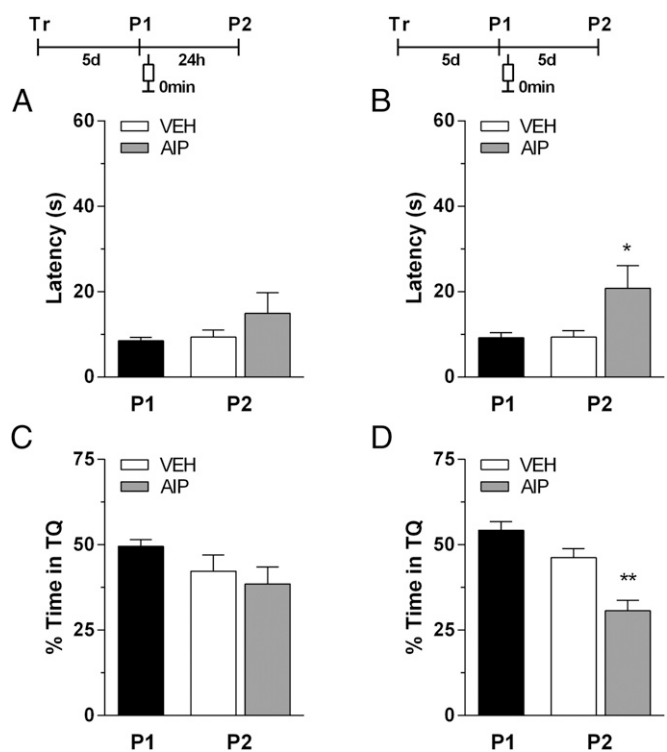 Tr P1 P2
5d 24h
0min
Tr P1 P2
5d 5d
0min
A
60
40
20
0
Latency (s)
VEH
AIP
P1 P2
B
60
40
20
0
Latency (s)
VEH
AIP
*
P1 P2
C
75
50
25
0
% Time in TQ
VEH
AIP
P1 P2
D
75
50
25
0
% Time in TQ
VEH
AIP
**
P1 P2